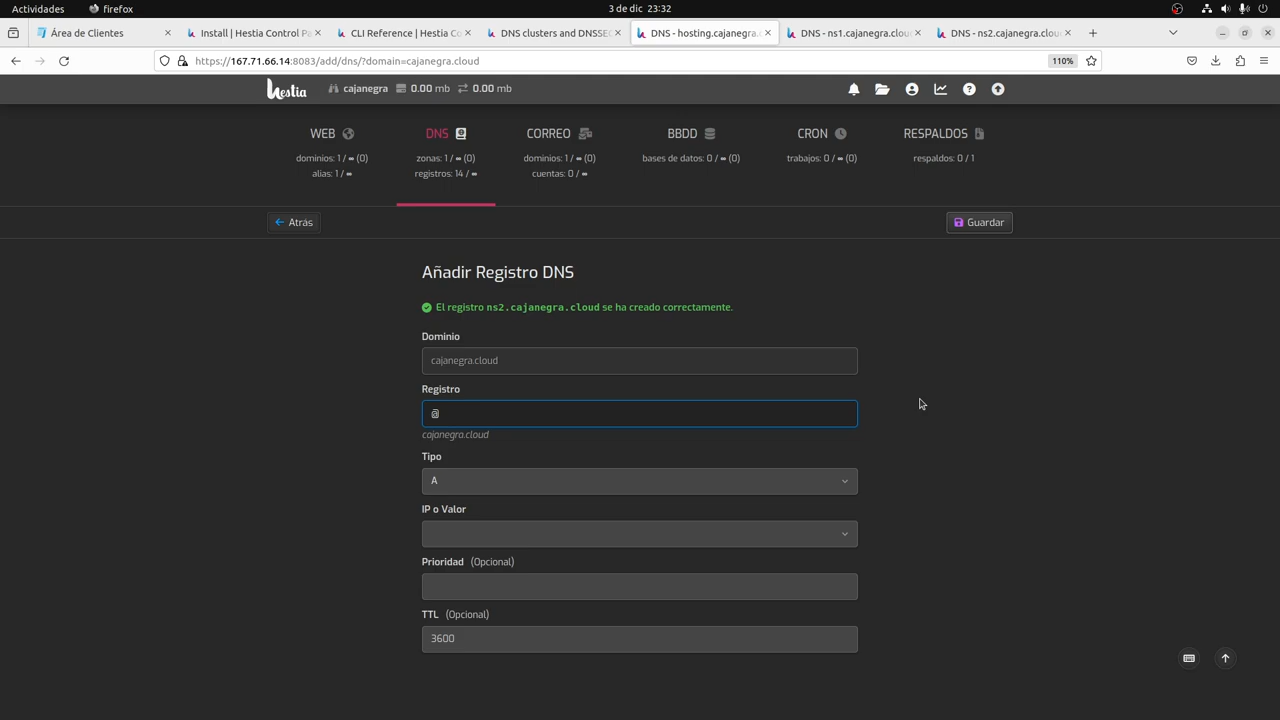 Actividades firefox 3 de dic 23:32
Área de Clientes Install | Hestia Control Pa CLI Reference | Hestia Co DNS clusters and DNSSEC DNS - hosting.cajanegra.c DNS - ns1.cajanegra.clou DNS - ns2.cajanegra.clou
https://167.71.66.14:8083/add/dns/?domain=cajanegra.cloud 110%
hestia cajanegra 0.00 mb 0.00 mb
WEB DNS CORREO BBDD CRON RESPALDOS
dominios: 1 / ∞ (0) zonas: 1 / ∞ (0) dominios: 1 / ∞ (0) bases de datos: 0 / ∞ (0) trabajos: 0 / ∞ (0) respaldos: 0 / 1
alias: 1 / ∞ registros: 14 / ∞ cuentas: 0 / ∞
Atrás Guardar
Añadir Registro DNS
El registro ns2.cajanegra.cloud se ha creado correctamente.
Dominio
cajanegra.cloud
Registro
@
cajanegra.cloud
Tipo
A
IP o Valor
Prioridad (Opcional)
TTL (Opcional)
3600